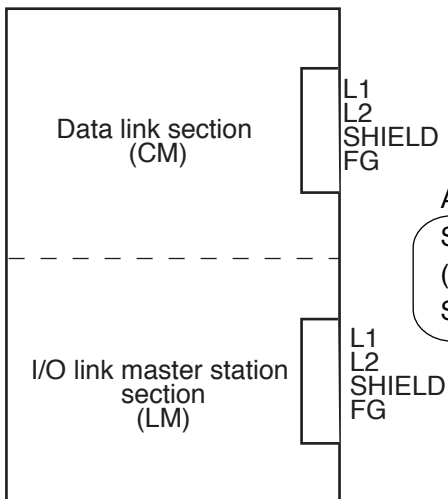 Data link section
(CM)
L1
L2
SHIELD
FG
A
S
(
S
I/O link master station
section
(LM)
L1
L2
SHIELD
FG